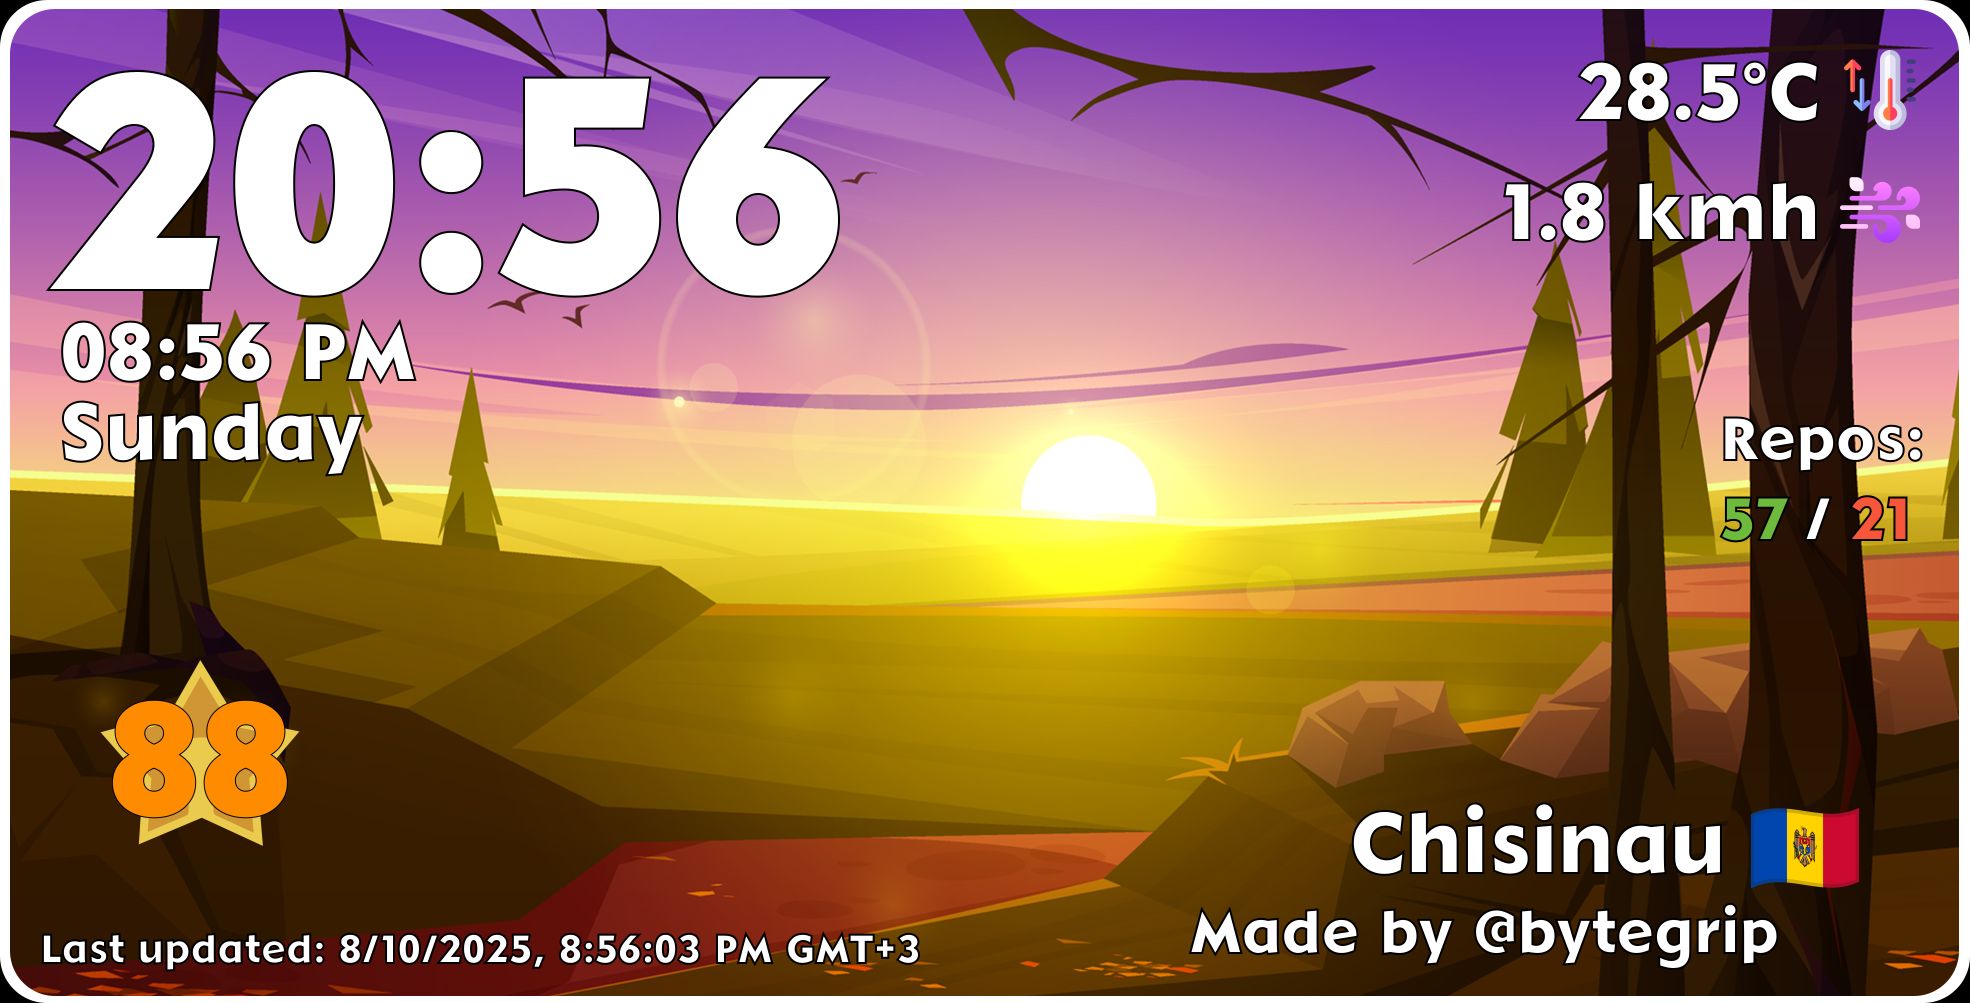 20:56
08:56 PM
Sunday
28.5°C
1.8 kmh
Repos:
57 / 21
88
Chisinau
Made by @bytegrip
Last updated: 8/10/2025, 8:56:03 PM GMT+3